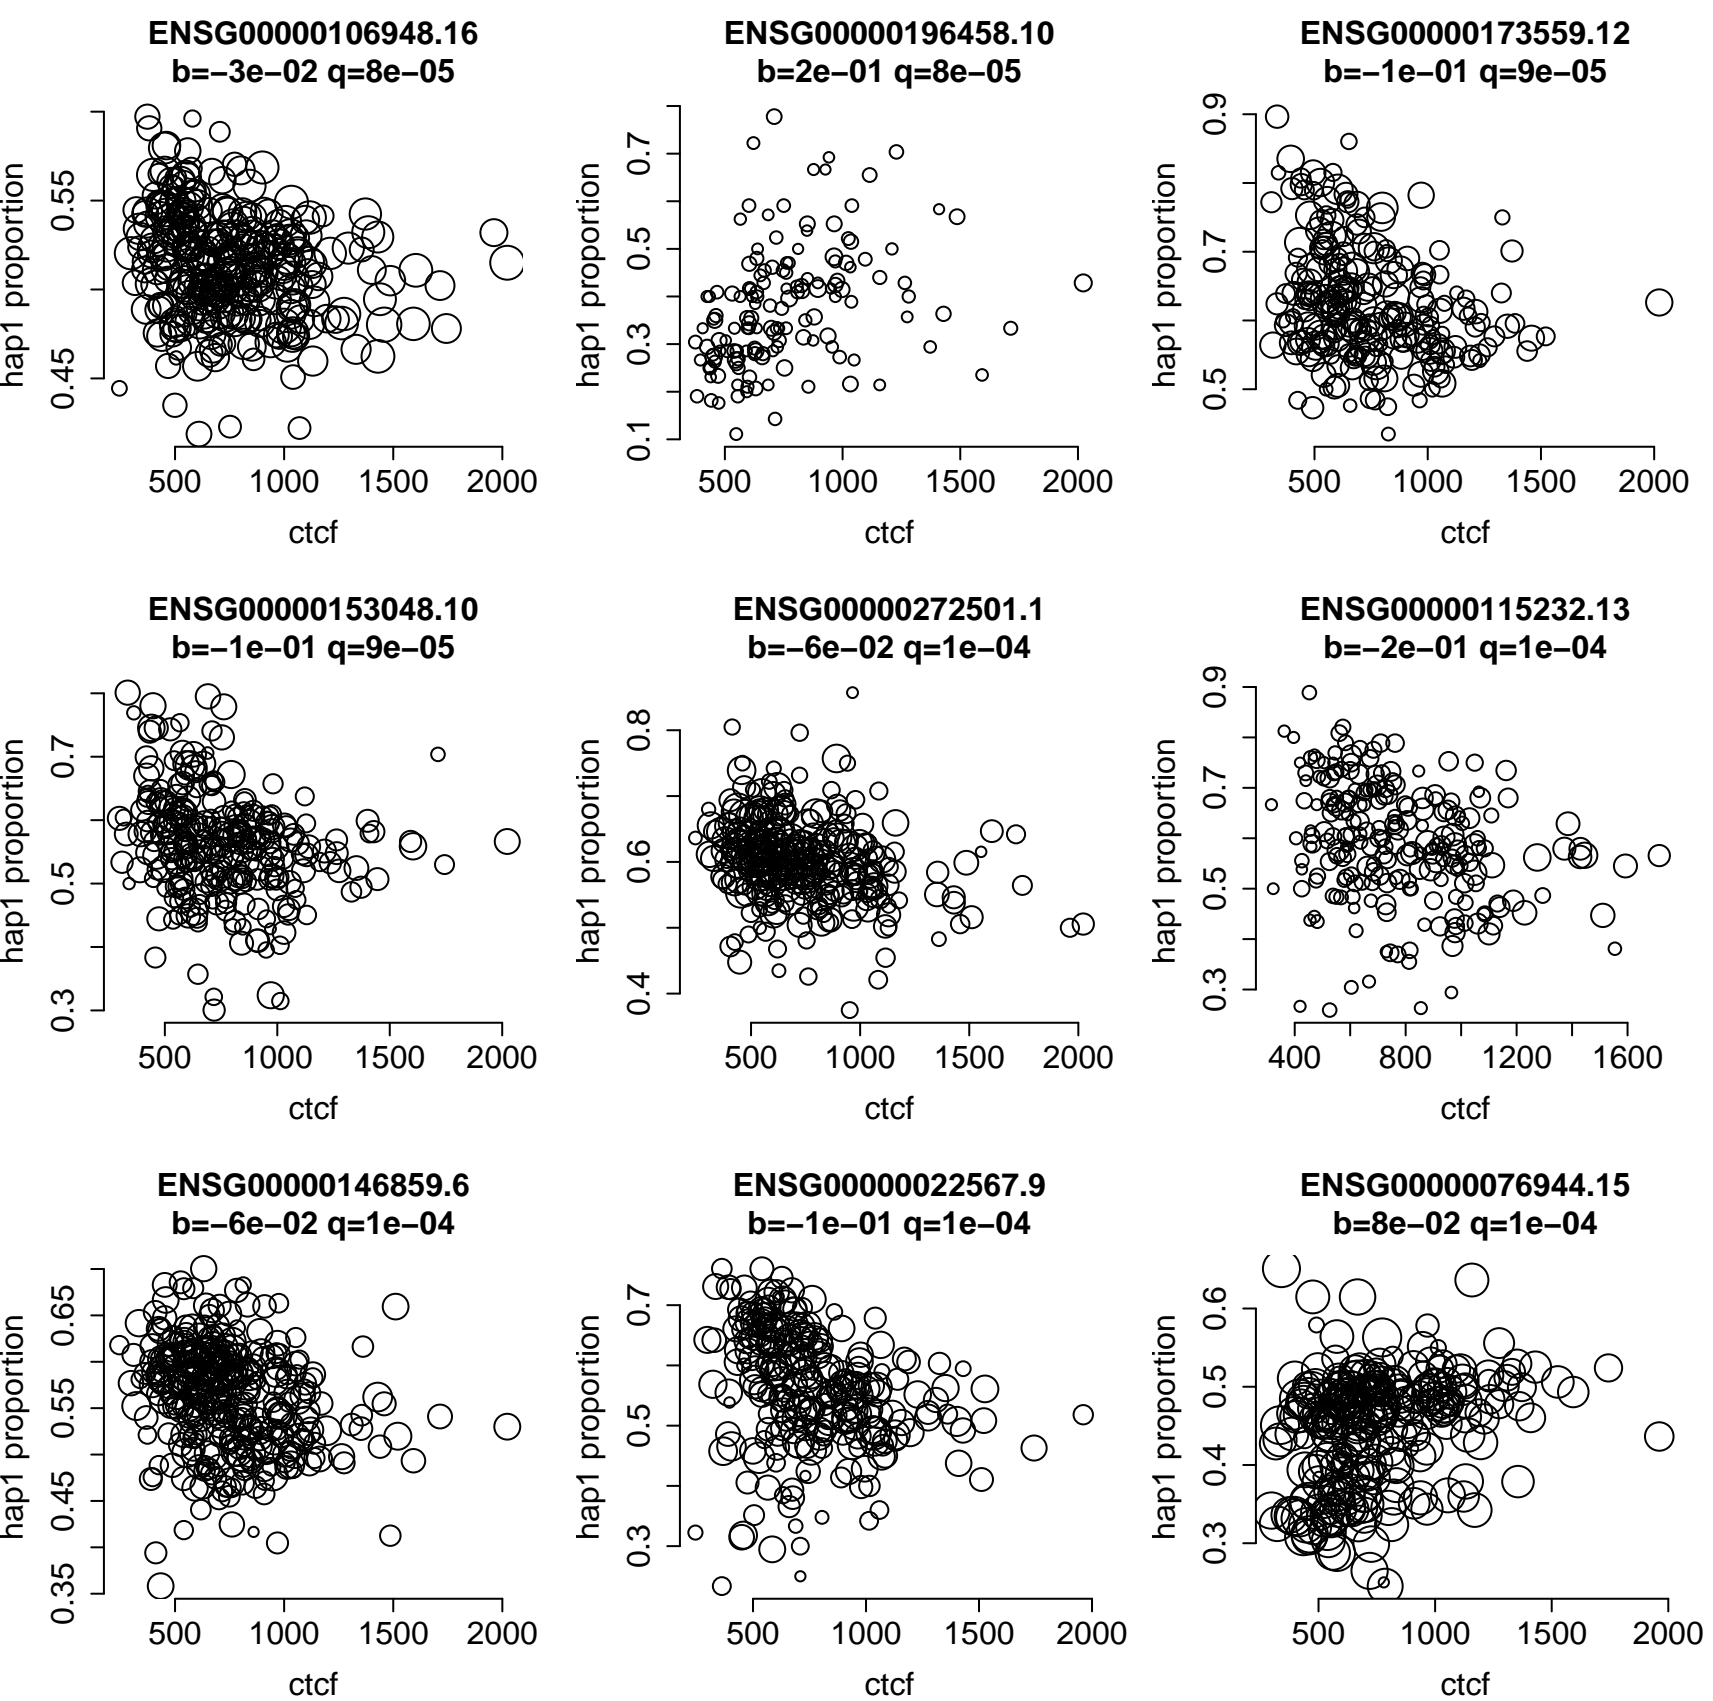 ENSG00000106948.16
b=−3e−02 q=8e−05
hap1 proportion
0.45 0.55
500 1000 1500 2000
ctcf
ENSG00000196458.10
b=2e−01 q=8e−05
hap1 proportion
0.1 0.3 0.5 0.7
500 1000 1500 2000
ctcf
ENSG00000173559.12
b=−1e−01 q=9e−05
hap1 proportion
0.5 0.7 0.9
500 1000 1500 2000
ctcf
ENSG00000153048.10
b=−1e−01 q=9e−05
hap1 proportion
0.3 0.5 0.7
500 1000 1500 2000
ctcf
ENSG00000272501.1
b=−6e−02 q=1e−04
hap1 proportion
0.4 0.6 0.8
500 1000 1500 2000
ctcf
ENSG00000115232.13
b=−2e−01 q=1e−04
hap1 proportion
0.3 0.5 0.7 0.9
400 800 1200 1600
ctcf
ENSG00000146859.6
b=−6e−02 q=1e−04
hap1 proportion
0.35 0.45 0.55 0.65
500 1000 1500 2000
ctcf
ENSG00000022567.9
b=−1e−01 q=1e−04
hap1 proportion
0.3 0.5 0.7
500 1000 1500 2000
ctcf
ENSG00000076944.15
b=8e−02 q=1e−04
hap1 proportion
0.3 0.4 0.5 0.6
500 1000 1500 2000
ctcf